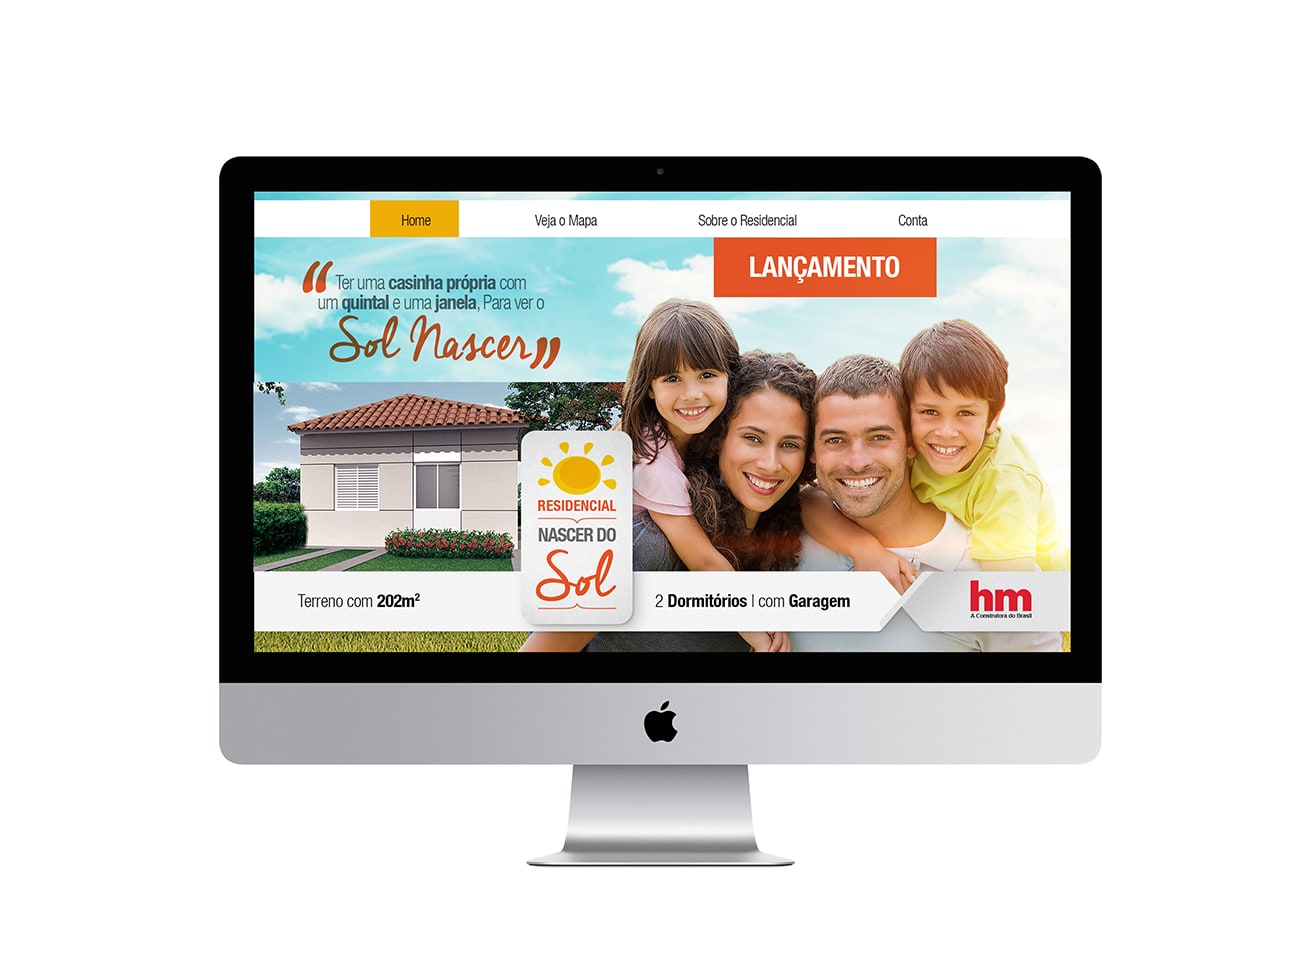 Home
Veja o Mapa
Sobre o Residencial
Conta
LANÇAMENTO
“Ter uma casinha própria com
um quintal e uma janela, Para ver o
Sol Nascer”
RESIDENCIAL
NASCER DO
Sol
Terreno com 202m²
2 Dormitórios | com Garagem
hm
A Construtora do Brasil